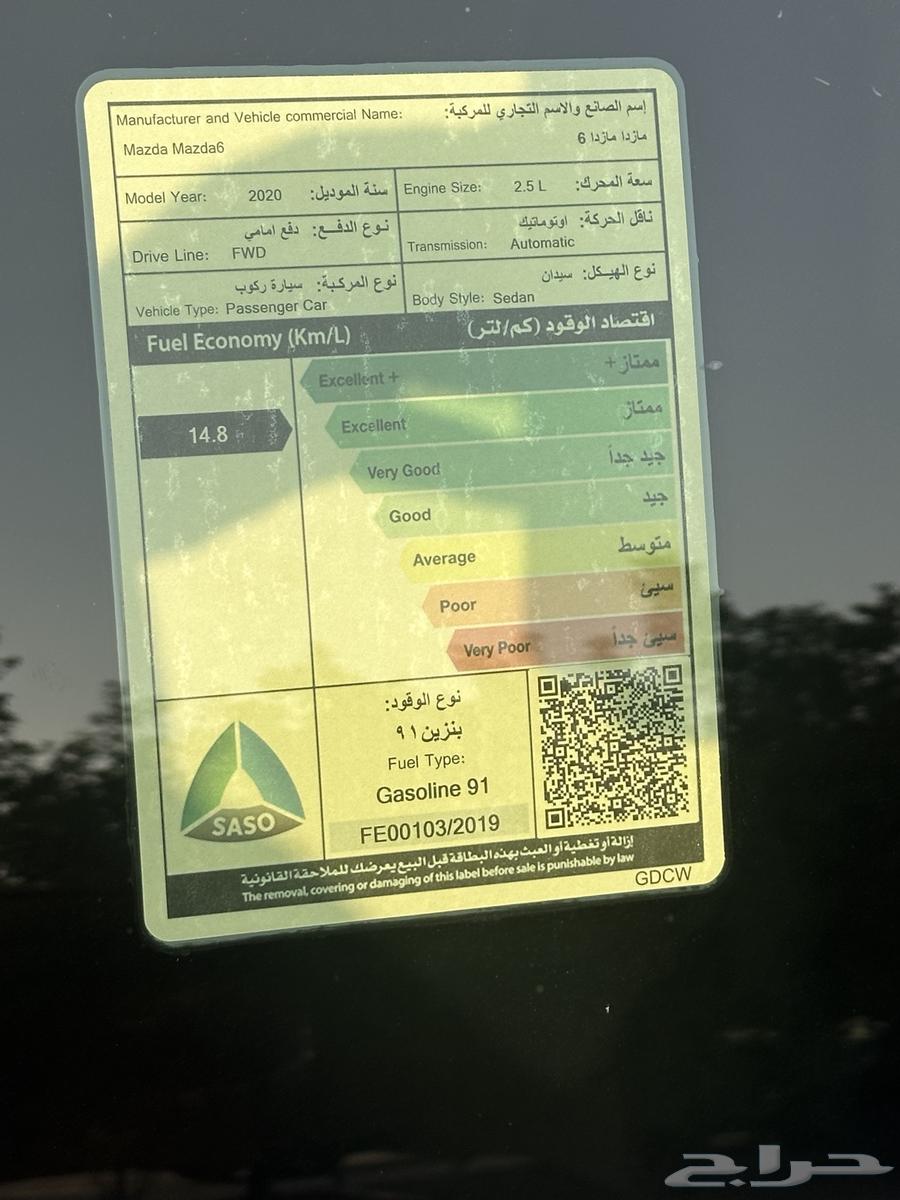 Manufacturer and Vehicle commercial Name: إسم الصانع والاسم التجاري للمركبة:
Mazda Mazda6 مازدا مازدا 6
Model Year: 2020 سنة الموديل: Engine Size: 2.5 L سعة المحرك:
نوع الدفـع: دفع امامي
Drive Line: FWD
ناقل الحركة: اوتوماتيك
Transmission: Automatic
نوع المركبـة: سيارة ركوب
Vehicle Type: Passenger Car
نوع الهيـكل: سيدان
Body Style: Sedan
Fuel Economy (Km/L) اقتصاد الوقود (كم/لتر)
Excellent + ممتاز+
14.8
Excellent ممتاز
Very Good جيد جداً
Good جيد
Average متوسط
Poor سيئ
Very Poor سيئ جداً
نوع الوقود:
بنزين ٩١
Fuel Type:
Gasoline 91
FE00103/2019
SASO
إزالة أو تغطية أو العبث بهذه البطاقة قبل البيع يعرضك للملاحقة القانونية
The removal, covering or damaging of this label before sale is punishable by law
GDCW
حراج